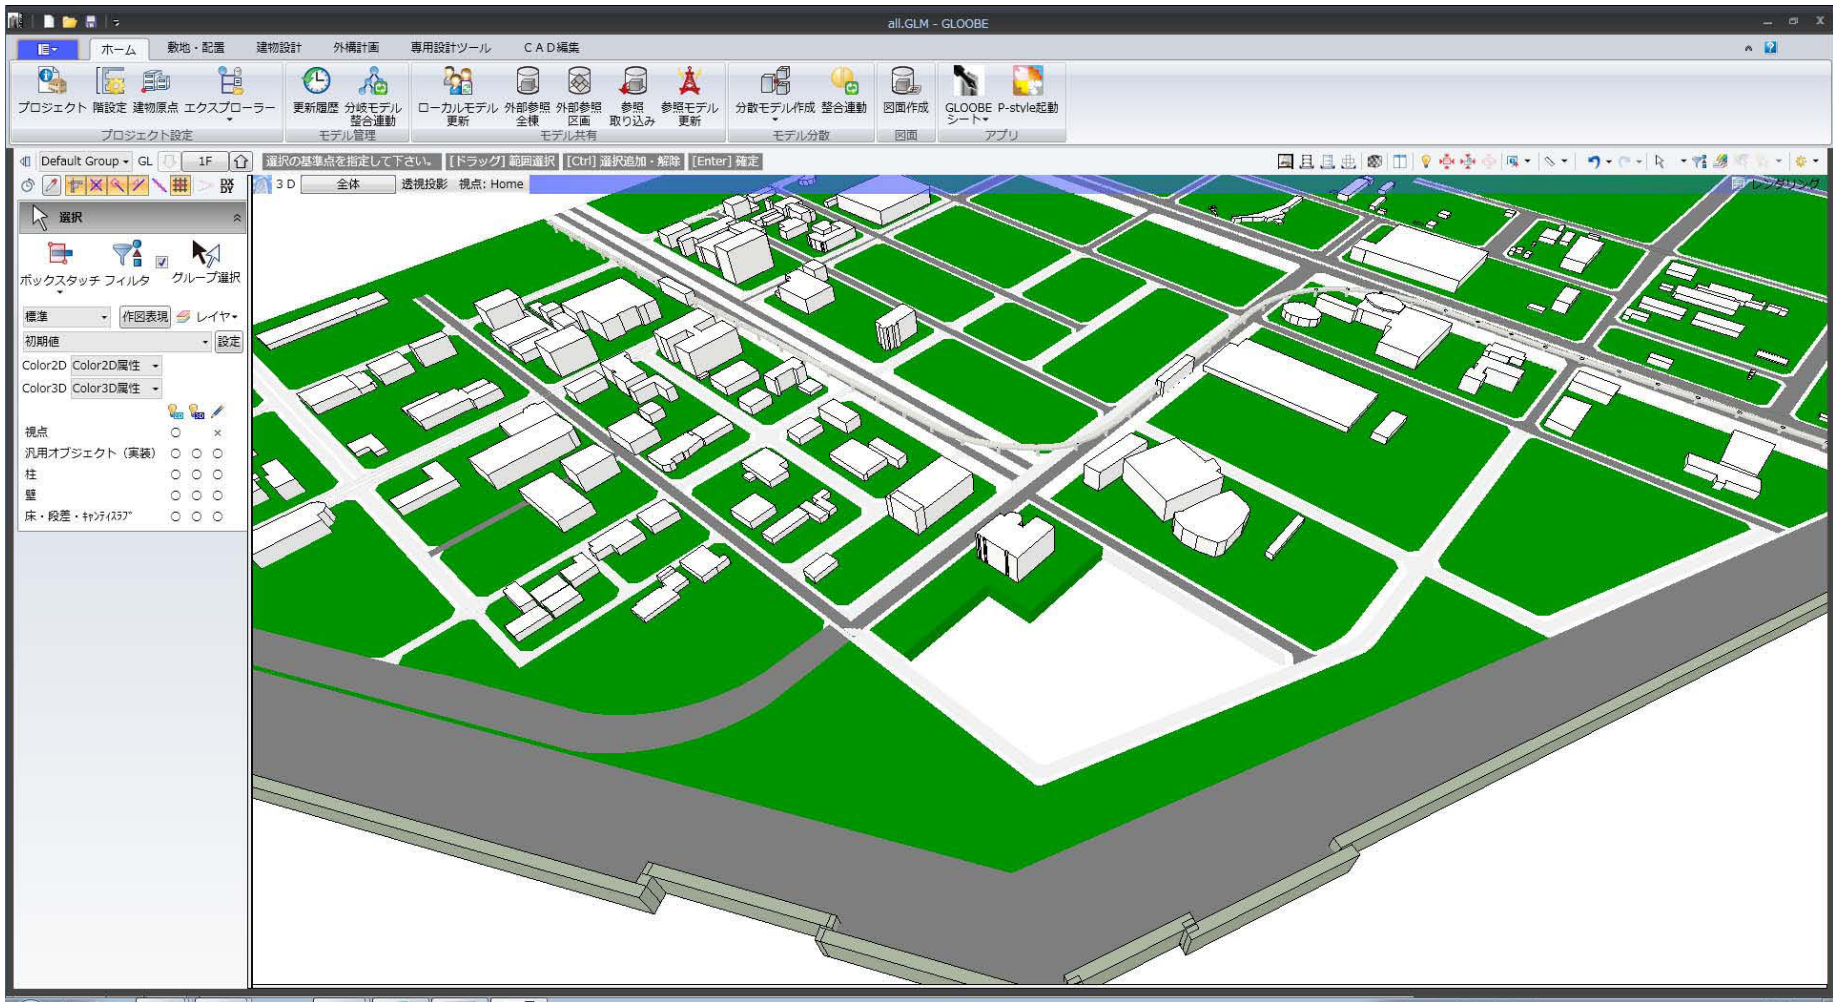 all.GLM - GLOOBE
ホーム 敷地・配置 建物設計 外構計画 専用設計ツール CAD編集
プロジェクト 階設定 建物原点 エクスプローラー
プロジェクト設定
更新履歴 分岐モデル整合連動
モデル管理
ローカルモデル更新 外部参照全棟 外部参照区画 参照取り込み 参照モデル更新
モデル共有
分散モデル作成 整合連動
モデル分散
図面作成
図面
GLOOBEシート P-style起動
アプリ
Default Group GL 1F 選択の基準点を指定して下さい。 [ドラッグ] 範囲選択 [Ctrl] 選択追加・解除 [Enter] 確定
3D 全体 透視投影 視点: Home レンダリング
選択
ボックスタッチ フィルタ グループ選択
標準 作図表現 レイヤ
初期値 設定
Color2D Color2D属性
Color3D Color3D属性
視点 ○ ×
汎用オブジェクト（実装） ○ ○ ○
柱 ○ ○ ○
壁 ○ ○ ○
床・段差・ｷｬﾝﾃｨｽﾗﾌﾞ ○ ○ ○